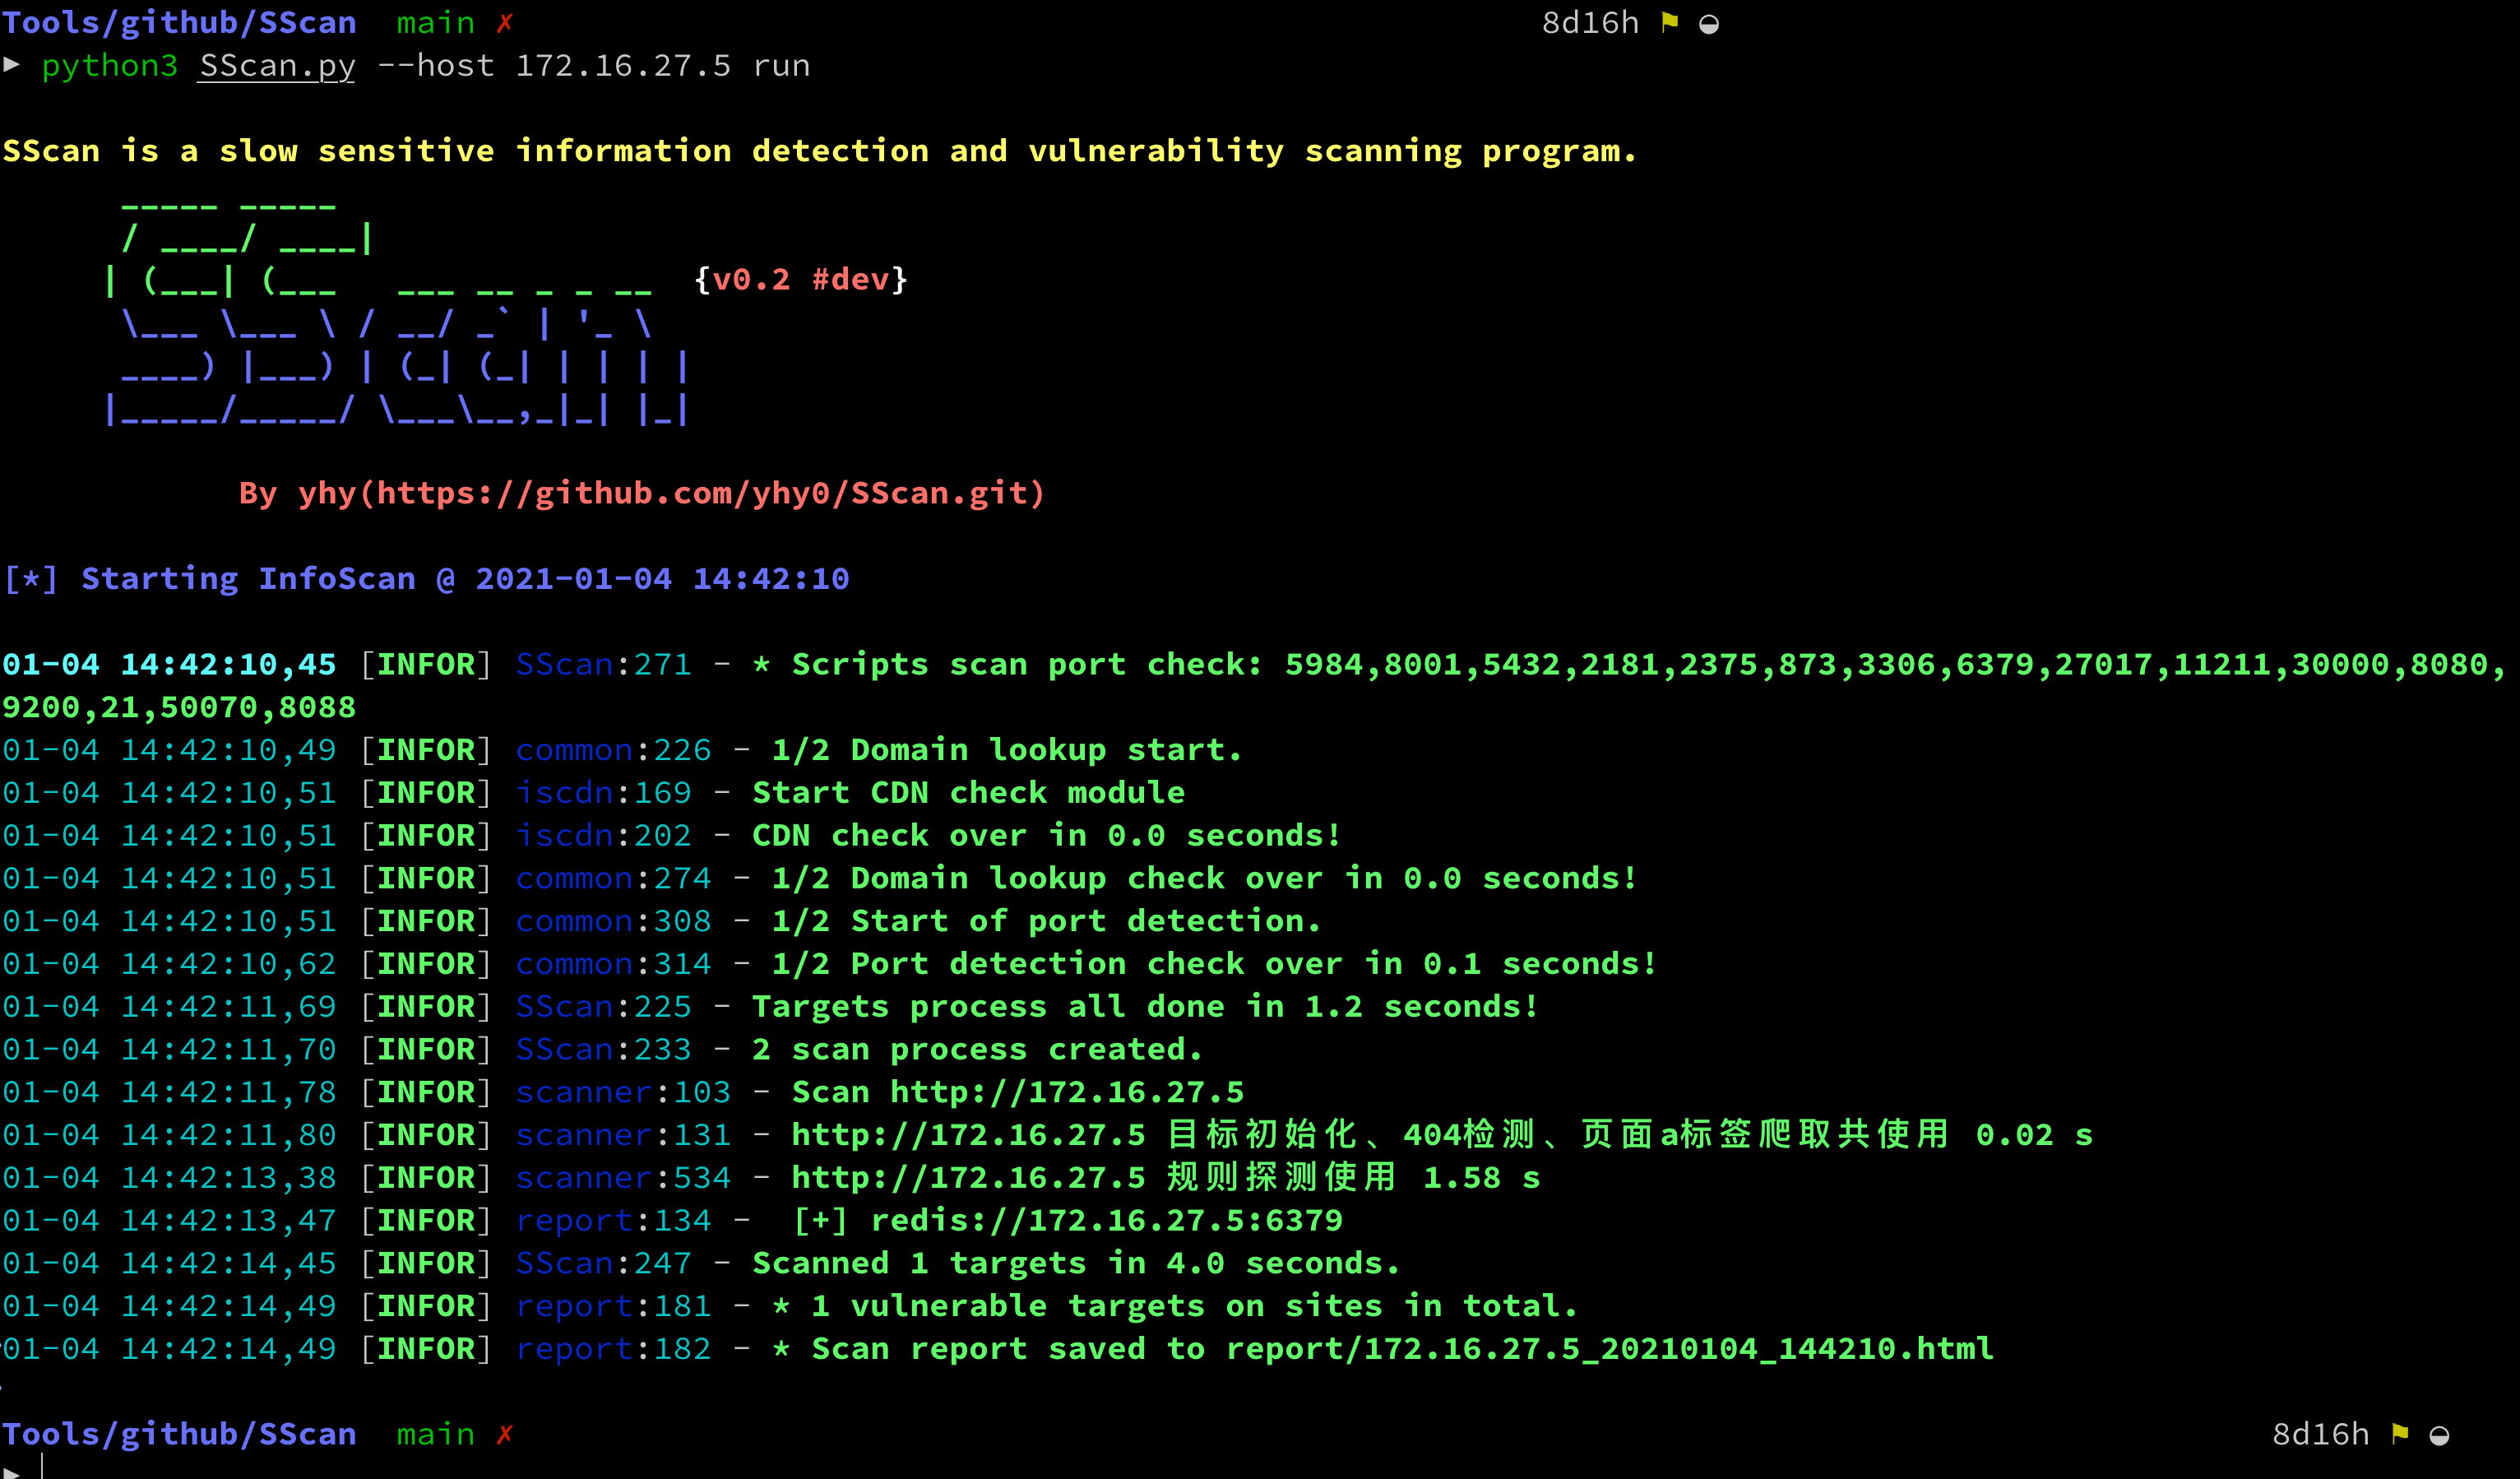 Tools/github/SScan  main ✗ 8d16h ⚑ ◒
► python3 SScan.py --host 172.16.27.5 run
SScan is a slow sensitive information detection and vulnerability scanning program.
      _____ _____
      / ____/ ____|
     | (___| (___   ___ __ _ _ __  {v0.2 #dev}
      \___ \___ \ / __/ _` | '_ \
      ____) |___) | (_| (_| | | | |
     |_____/_____/ \___\__,_|_| |_|
By yhy(https://github.com/yhy0/SScan.git)
[*] Starting InfoScan @ 2021-01-04 14:42:10
01-04 14:42:10,45 [INFOR] SScan:271 - * Scripts scan port check: 5984,8001,5432,2181,2375,873,3306,6379,27017,11211,30000,8080,
9200,21,50070,8088
01-04 14:42:10,49 [INFOR] common:226 - 1/2 Domain lookup start.
01-04 14:42:10,51 [INFOR] iscdn:169 - Start CDN check module
01-04 14:42:10,51 [INFOR] iscdn:202 - CDN check over in 0.0 seconds!
01-04 14:42:10,51 [INFOR] common:274 - 1/2 Domain lookup check over in 0.0 seconds!
01-04 14:42:10,51 [INFOR] common:308 - 1/2 Start of port detection.
01-04 14:42:10,62 [INFOR] common:314 - 1/2 Port detection check over in 0.1 seconds!
01-04 14:42:11,69 [INFOR] SScan:225 - Targets process all done in 1.2 seconds!
01-04 14:42:11,70 [INFOR] SScan:233 - 2 scan process created.
01-04 14:42:11,78 [INFOR] scanner:103 - Scan http://172.16.27.5
01-04 14:42:11,80 [INFOR] scanner:131 - http://172.16.27.5 目标初始化、404检测、页面a标签爬取共使用 0.02 s
01-04 14:42:13,38 [INFOR] scanner:534 - http://172.16.27.5 规则探测使用 1.58 s
01-04 14:42:13,47 [INFOR] report:134 -  [+] redis://172.16.27.5:6379
01-04 14:42:14,45 [INFOR] SScan:247 - Scanned 1 targets in 4.0 seconds.
01-04 14:42:14,49 [INFOR] report:181 - * 1 vulnerable targets on sites in total.
01-04 14:42:14,49 [INFOR] report:182 - * Scan report saved to report/172.16.27.5_20210104_144210.html
Tools/github/SScan  main ✗ 8d16h ⚑ ◒
►